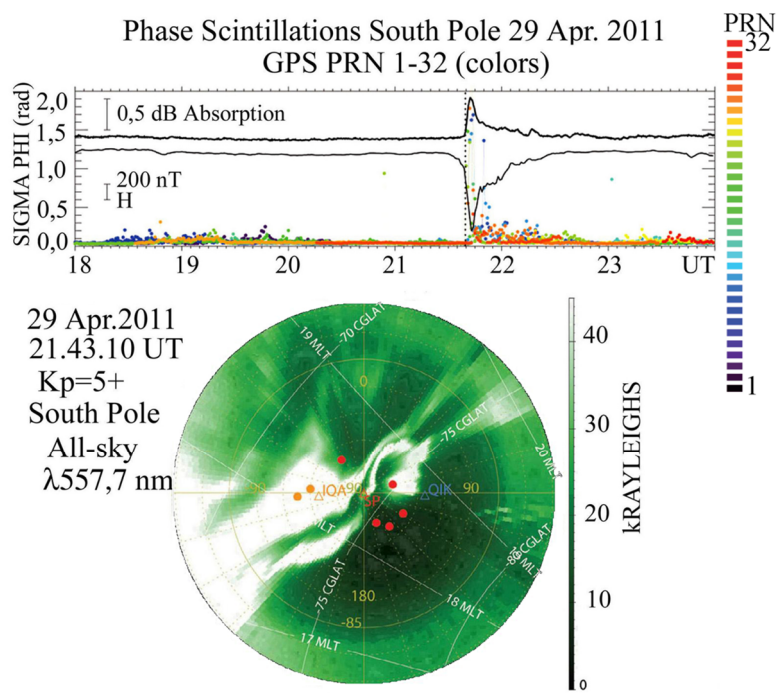 Phase Scintillations South Pole 29 Apr. 2011
GPS PRN 1-32 (colors)
PRN
32
1
SIGMA PHI (rad)
2,0
1,5
1,0
0,5
0,0
0,5 dB Absorption
200 nT
H
18 19 20 21 22 23 UT
29 Apr.2011
21.43.10 UT
Kp=5+
South Pole
All-sky
λ557,7 nm
19 MLT
-70 CGLAT
0
-75 CGLAT
20 MLT
IQA
90
SP
QIK
90
MLT
-75 CGLAT
180
-85
18 MLT
17 MLT
40
30
20
10
0
kRAYLEIGHS